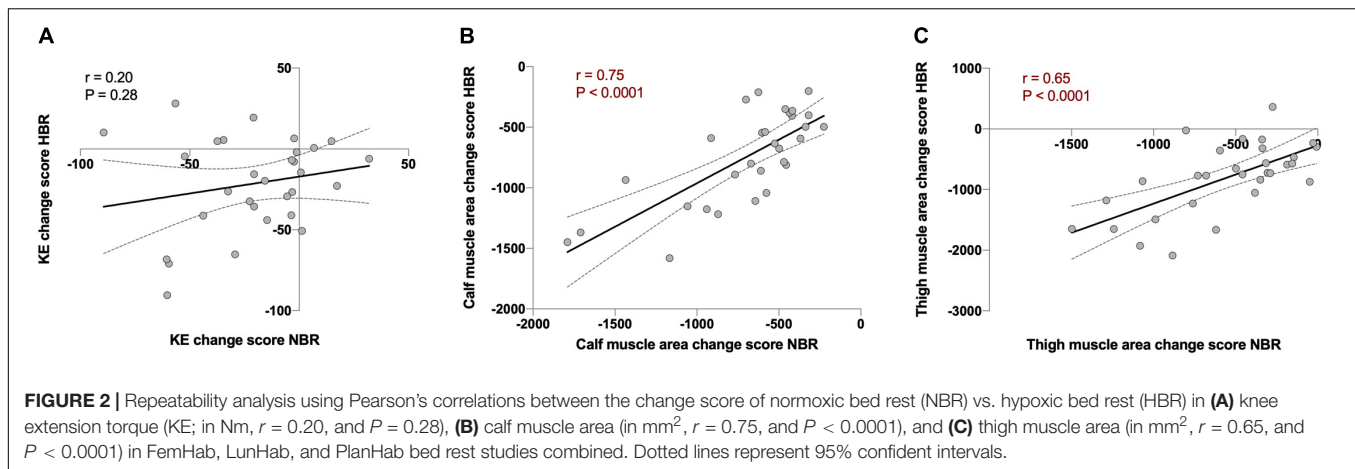 A
r = 0.20
P = 0.28
50
-100
-50
50
-50
-100
KE change score HBR
KE change score NBR
B
r = 0.75
P < 0.0001
0
-500
-1000
-1500
-2000
-2000
-1500
-1000
-500
0
Calf muscle area change score HBR
Calf muscle area change score NBR
C
r = 0.65
P < 0.0001
1000
0
-1000
-2000
-3000
-2000
-1500
-1000
-500
-0
Thigh muscle area change score HBR
Thigh muscle area change score NBR
FIGURE 2 | Repeatability analysis using Pearson's correlations between the change score of normoxic bed rest (NBR) vs. hypoxic bed rest (HBR) in (A) knee
extension torque (KE; in Nm, r = 0.20, and P = 0.28), (B) calf muscle area (in mm², r = 0.75, and P < 0.0001), and (C) thigh muscle area (in mm², r = 0.65, and
P < 0.0001) in FemHab, LunHab, and PlanHab bed rest studies combined. Dotted lines represent 95% confident intervals.